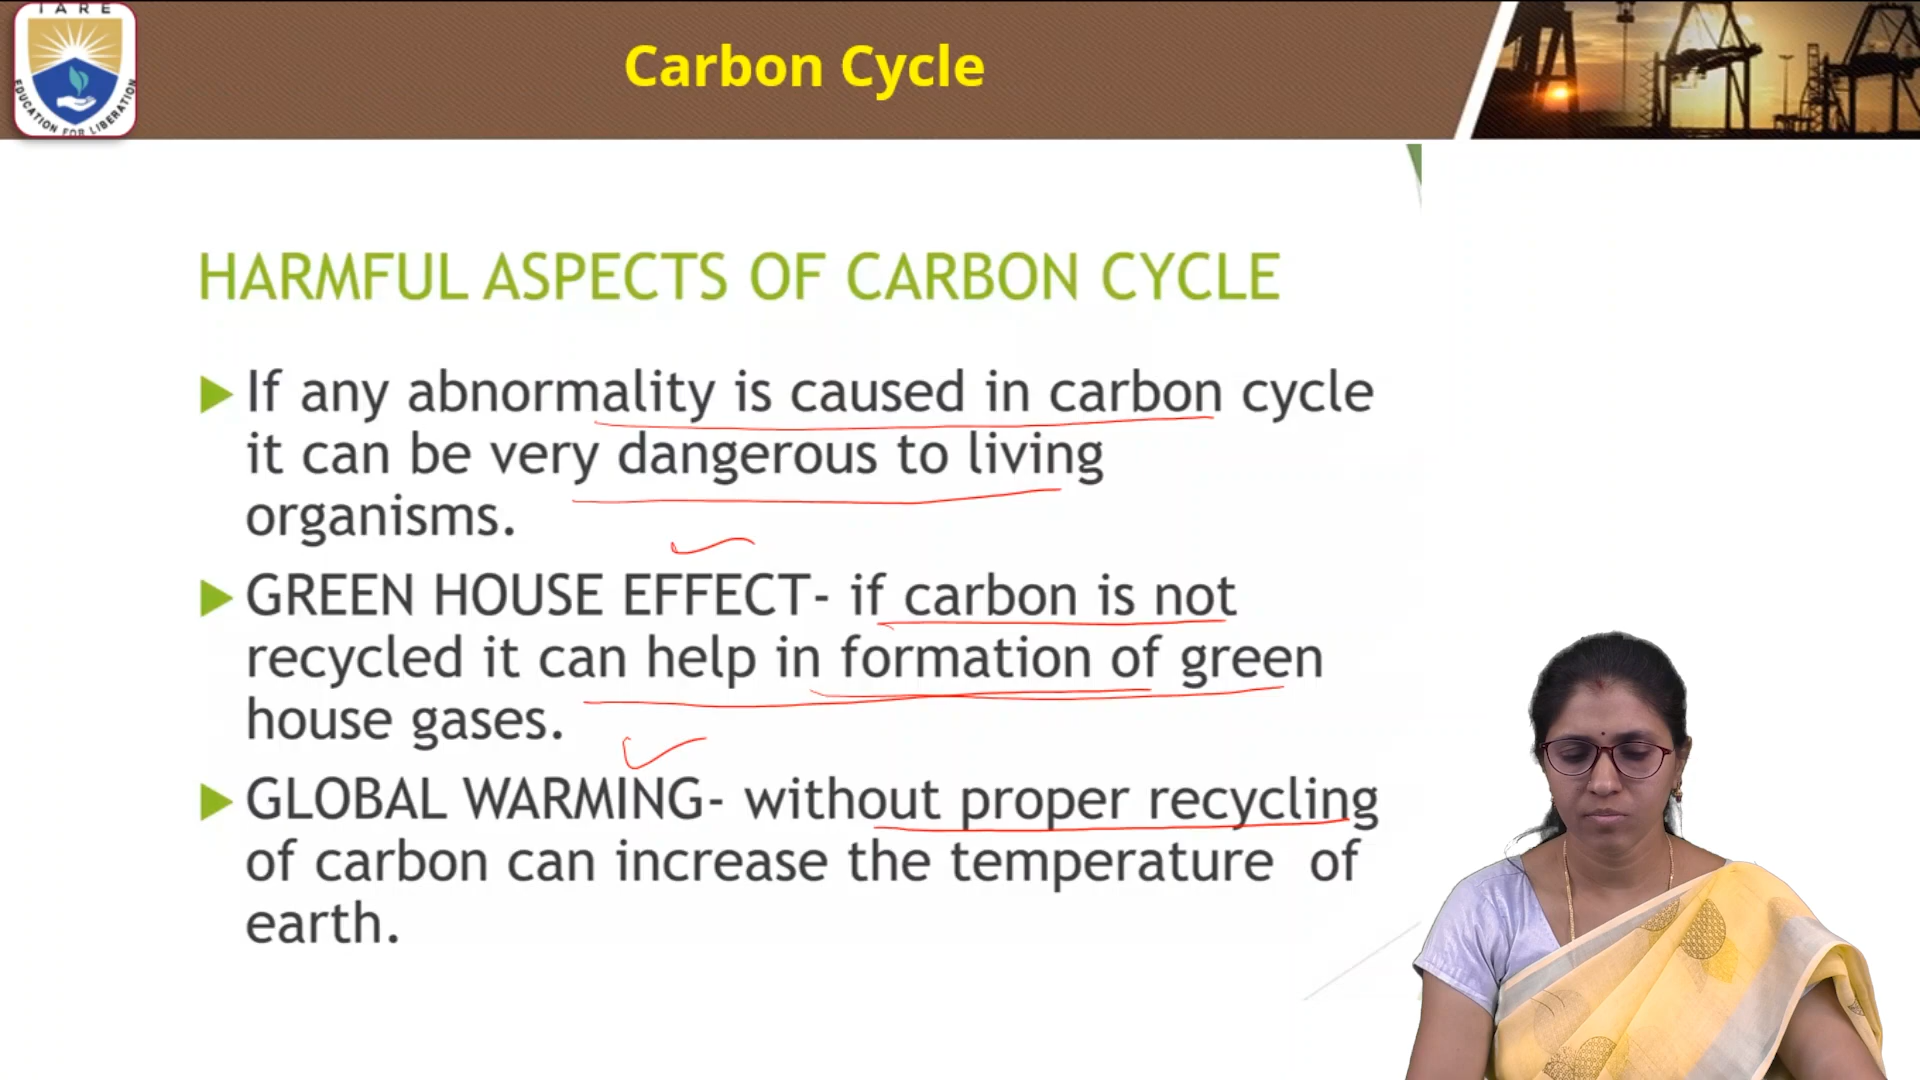 IARE
EDUCATION FOR LIBERATION
Carbon Cycle
HARMFUL ASPECTS OF CARBON CYCLE
If any abnormality is caused in carbon cycle
it can be very dangerous to living
organisms.
GREEN HOUSE EFFECT- if carbon is not
recycled it can help in formation of green
house gases.
GLOBAL WARMING- without proper recycling
of carbon can increase the temperature of
earth.